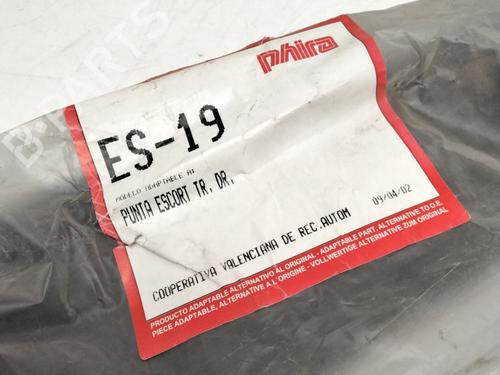 phira
ES-19
MODELO ADAPTABLE A:
PUNTA ESCORT TR. DR.
COOPERATIVA VALENCIANA DE REC.AUTOM
09/04/02
PRODUCTO ADAPTABLE ALTERNATIVO AL ORIGINAL - ADAPTABLE PART, ALTERNATIVE TO O.E.
PIECE ADAPTABLE, ALTERNATIVE A L'ORIGINE - VOLLWERTIGE ALTERNATIVE ZUM ORIGINAL
B-PARTS